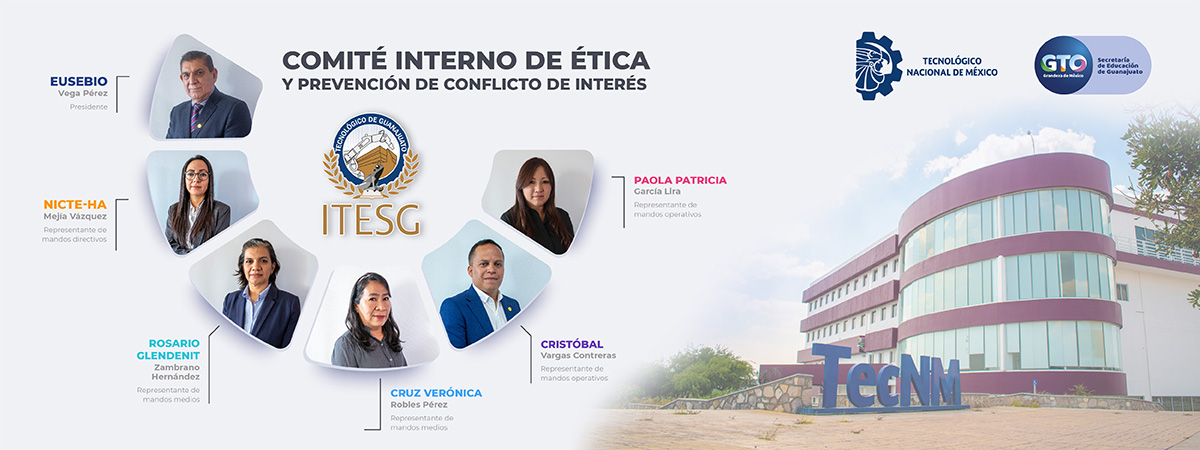 COMITÉ INTERNO DE ÉTICA
Y PREVENCIÓN DE CONFLICTO DE INTERÉS
TECNOLÓGICO
NACIONAL DE MÉXICO
GTO
Grandeza de México
Secretaría
de Educación
de Guanajuato
EUSEBIO
Vega Pérez
Presidente
TECNOLÓGICO DE GUANAJUATO
ITESG
NICTE-HA
Mejía Vázquez
Representante de
mandos directivos
PAOLA PATRICIA
García Lira
Representante de
mandos operativos
ROSARIO
GLENDENIT
Zambrano
Hernández
Representante de
mandos medios
CRUZ VERÓNICA
Robles Pérez
Representante de
mandos medios
CRISTÓBAL
Vargas Contreras
Representante de
mandos operativos
TecNM